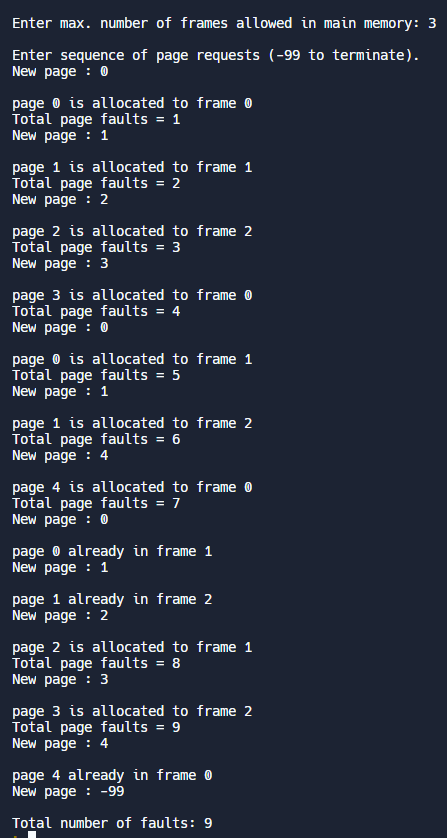 Enter max. number of frames allowed in main memory: 3
Enter sequence of page requests (-99 to terminate).
New page : 0
page 0 is allocated to frame 0
Total page faults = 1
New page : 1
page 1 is allocated to frame 1
Total page faults = 2
New page : 2
page 2 is allocated to frame 2
Total page faults = 3
New page : 3
page 3 is allocated to frame 0
Total page faults = 4
New page : 0
page 0 is allocated to frame 1
Total page faults = 5
New page : 1
page 1 is allocated to frame 2
Total page faults = 6
New page : 4
page 4 is allocated to frame 0
Total page faults = 7
New page : 0
page 0 already in frame 1
New page : 1
page 1 already in frame 2
New page : 2
page 2 is allocated to frame 1
Total page faults = 8
New page : 3
page 3 is allocated to frame 2
Total page faults = 9
New page : 4
page 4 already in frame 0
New page : -99
Total number of faults: 9